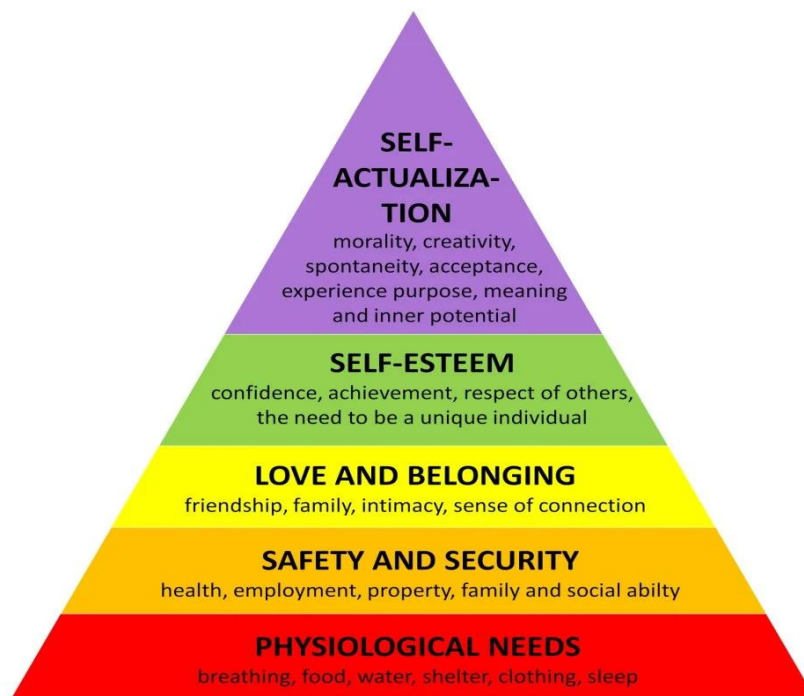 SELF-
ACTUALIZA-
TION
morality, creativity,
spontaneity, acceptance,
experience purpose, meaning
and inner potential
SELF-ESTEEM
confidence, achievement, respect of others,
the need to be a unique individual
LOVE AND BELONGING
friendship, family, intimacy, sense of connection
SAFETY AND SECURITY
health, employment, property, family and social abilty
PHYSIOLOGICAL NEEDS
breathing, food, water, shelter, clothing, sleep